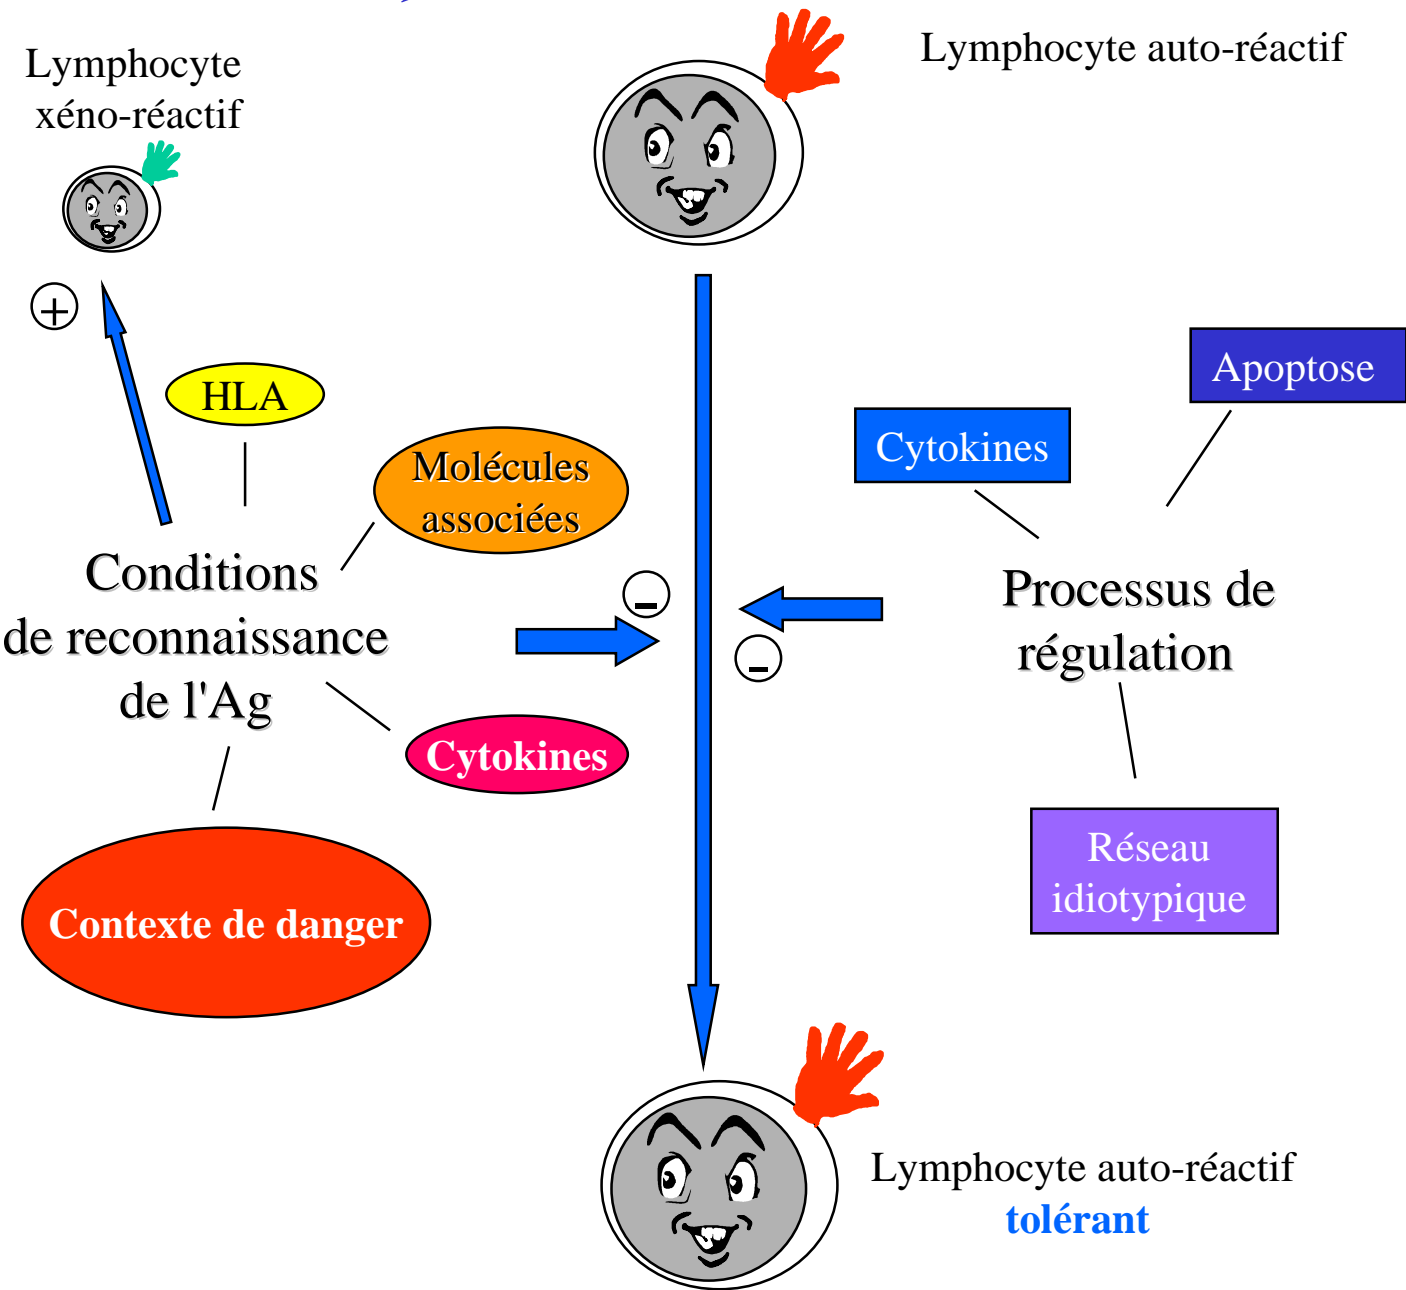 Lymphocyte
xéno-réactif
Lymphocyte auto-réactif
+
HLA
Molécules
associées
Conditions
de reconnaissance
de l'Ag
Cytokines
Contexte de danger
-
-
Apoptose
Cytokines
Processus de
régulation
Réseau
idiotypique
Lymphocyte auto-réactif
tolérant